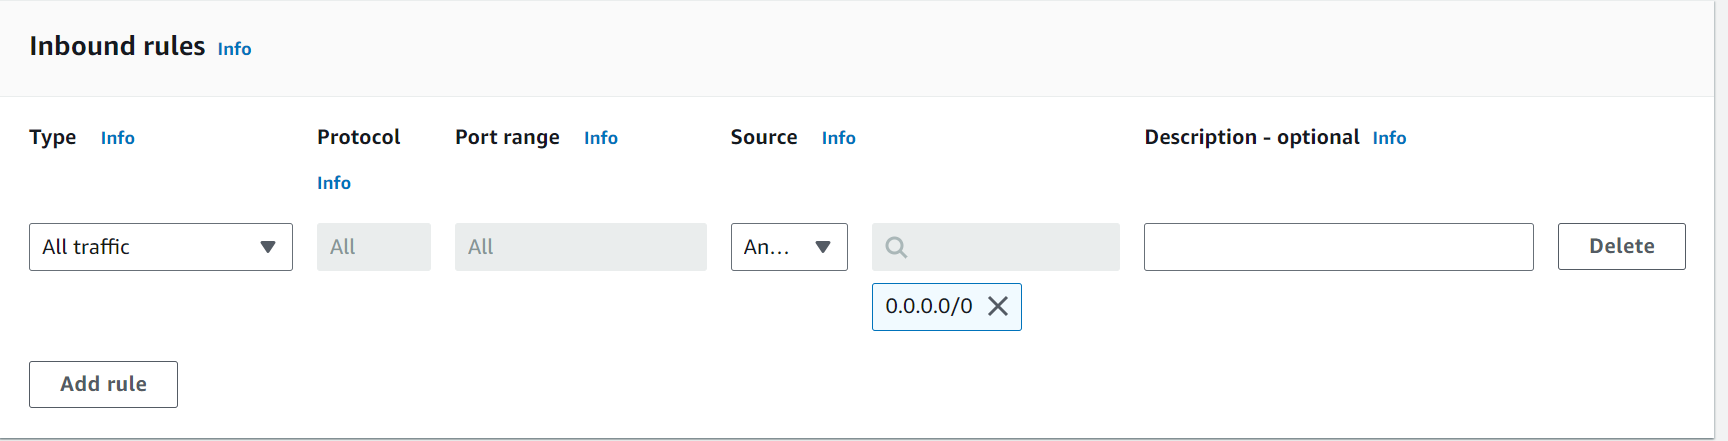 Inbound rules Info
Type Info Protocol Info Port range Info Source Info Description - optional Info
All traffic All All An... Delete
0.0.0.0/0
Add rule